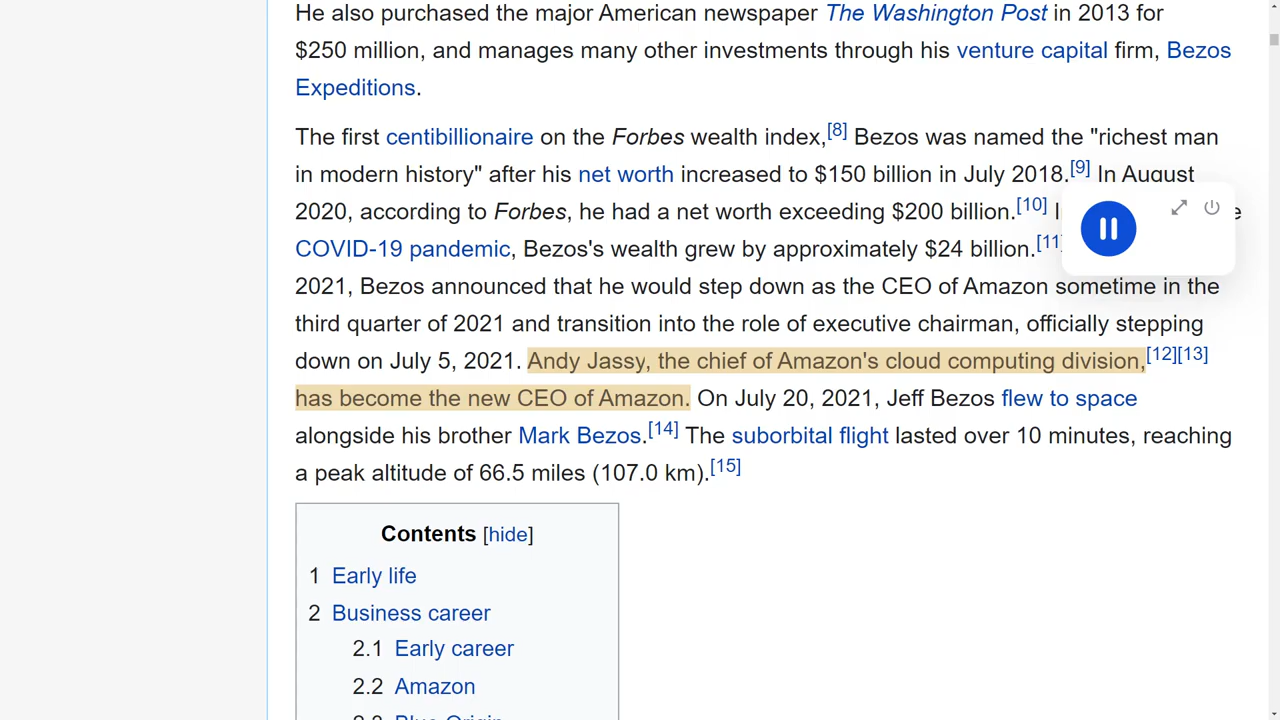 He also purchased the major American newspaper The Washington Post in 2013 for
$250 million, and manages many other investments through his venture capital firm, Bezos
Expeditions.
The first centibillionaire on the Forbes wealth index,[8] Bezos was named the "richest man
in modern history" after his net worth increased to $150 billion in July 2018.[9] In August
2020, according to Forbes, he had a net worth exceeding $200 billion.[10]
COVID-19 pandemic, Bezos's wealth grew by approximately $24 billion.[11]
2021, Bezos announced that he would step down as the CEO of Amazon sometime in the
third quarter of 2021 and transition into the role of executive chairman, officially stepping
down on July 5, 2021. Andy Jassy, the chief of Amazon's cloud computing division,[12][13]
has become the new CEO of Amazon. On July 20, 2021, Jeff Bezos flew to space
alongside his brother Mark Bezos.[14] The suborbital flight lasted over 10 minutes, reaching
a peak altitude of 66.5 miles (107.0 km).[15]
Contents [hide]
1 Early life
2 Business career
2.1 Early career
2.2 Amazon
2.3 Blue Origin